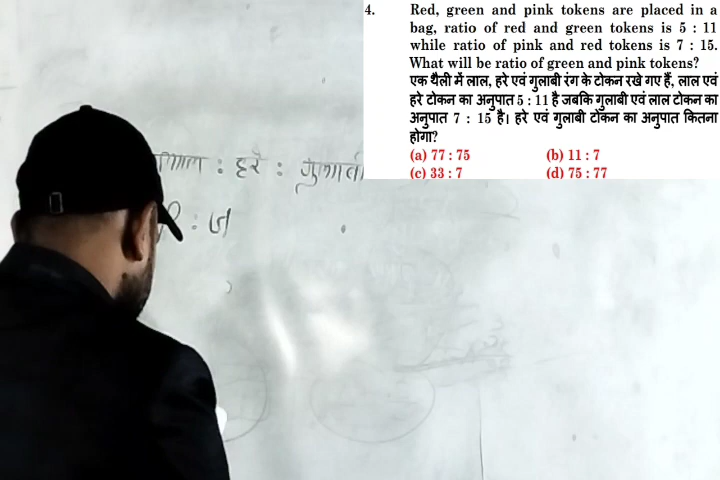 4. Red, green and pink tokens are placed in a
bag, ratio of red and green tokens is 5 : 11
while ratio of pink and red tokens is 7 : 15.
What will be ratio of green and pink tokens?
एक थैली में लाल, हरे एवं गुलाबी रंग के टोकन रखे गए हैं, लाल एवं
हरे टोकन का अनुपात 5 : 11 है जबकि गुलाबी एवं लाल टोकन का
अनुपात 7 : 15 है। हरे एवं गुलाबी टोकन का अनुपात कितना
होगा?
(a) 77 : 75 (b) 11 : 7
(c) 33 : 7 (d) 75 : 77
: हरे :